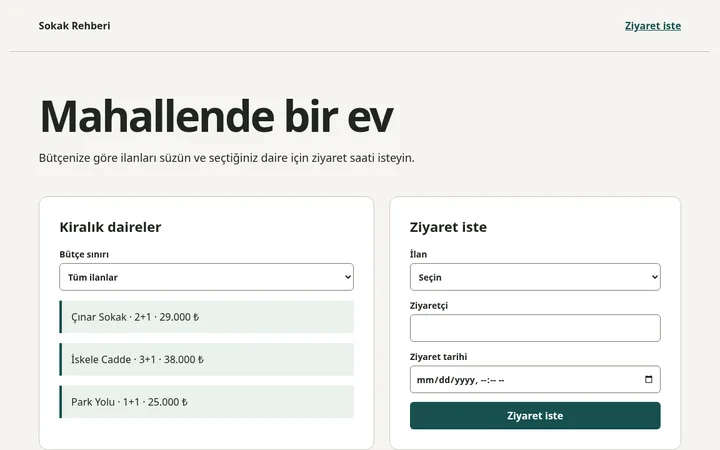 Sokak Rehberi
Ziyaret iste
Mahallende bir ev
Bütçenize göre ilanları süzün ve seçtiğiniz daire için ziyaret saati isteyin.
Kiralık daireler
Bütçe sınırı
Tüm ilanlar
Çınar Sokak · 2+1 · 29.000 ₺
İskele Cadde · 3+1 · 38.000 ₺
Park Yolu · 1+1 · 25.000 ₺
Ziyaret iste
İlan
Seçin
Ziyaretçi
Ziyaret tarihi
mm/dd/yyyy, --:-- --
Ziyaret iste